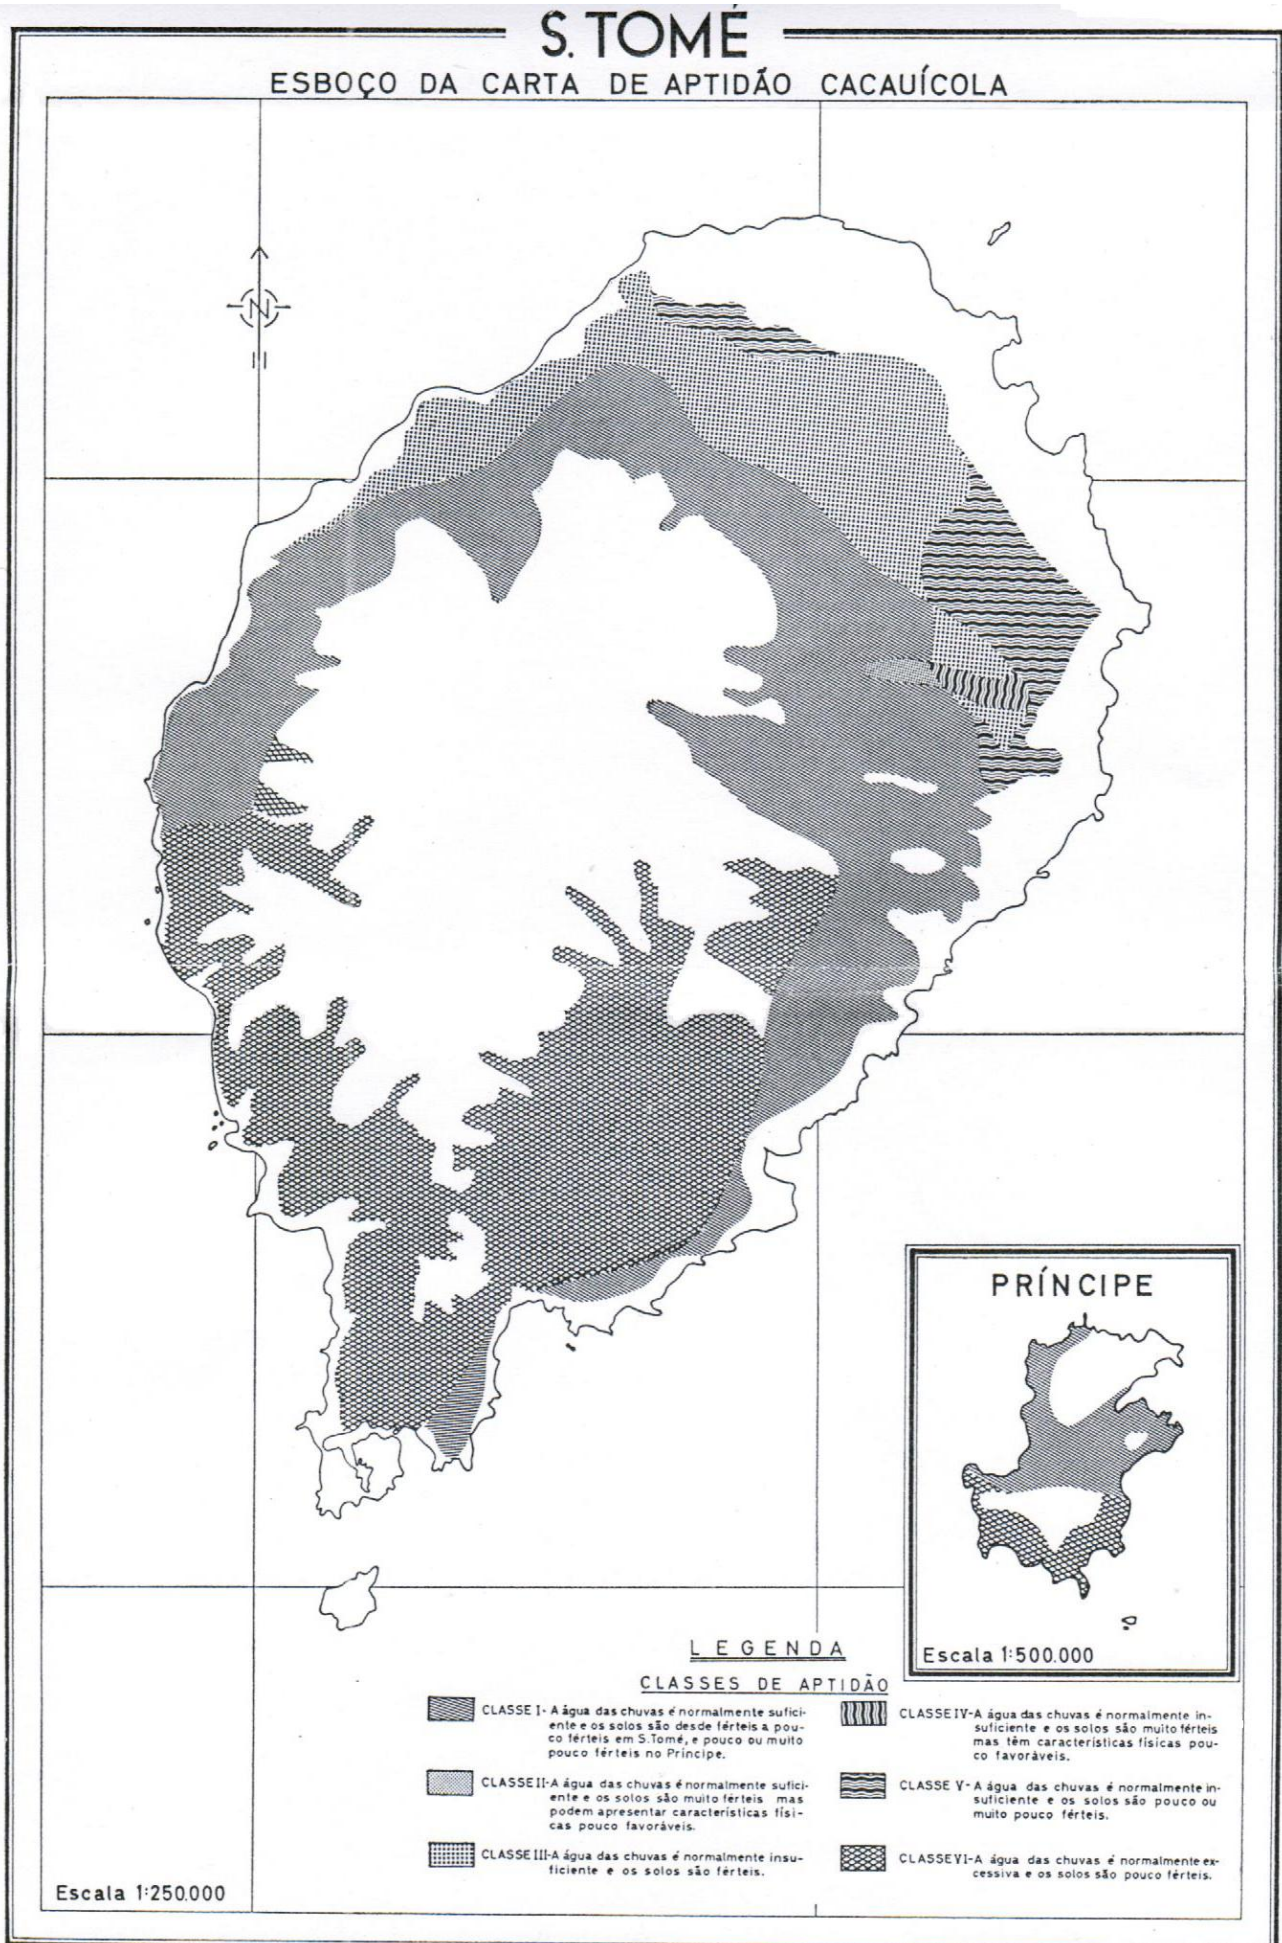 S. TOMÉ
ESBOÇO DA CARTA DE APTIDÃO CACAUÍCOLA
N
PRÍNCIPE
Escala 1:500.000
LEGENDA
CLASSES DE APTIDÃO
CLASSE I- A água das chuvas é normalmente sufici-
ente e os solos são desde férteis a pou-
co férteis em S.Tomé, e pouco ou muito
pouco férteis no Príncipe.
CLASSE II-A água das chuvas é normalmente sufici-
ente e os solos são muito férteis mas
podem apresentar características físi-
cas pouco favoráveis.
CLASSE III-A água das chuvas é normalmente insu-
ficiente e os solos são férteis.
CLASSE IV-A água das chuvas é normalmente in-
suficiente e os solos são muito férteis
mas têm características físicas pou-
co favoráveis.
CLASSE V-A água das chuvas é normalmente in-
suficiente e os solos são pouco ou
muito pouco férteis.
CLASSE VI-A água das chuvas é normalmente ex-
cessiva e os solos são pouco férteis.
Escala 1:250.000